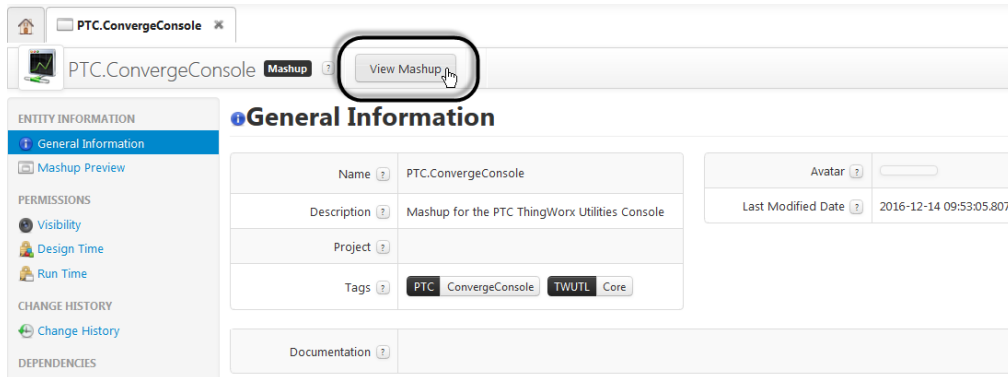 PTC.ConvergeConsole ✖
PTC.ConvergeConsole Mashup ? View Mashup
ENTITY INFORMATION
General Information
Mashup Preview
PERMISSIONS
Visibility
Design Time
Run Time
CHANGE HISTORY
Change History
DEPENDENCIES
General Information
Name ? PTC.ConvergeConsole
Description ? Mashup for the PTC ThingWorx Utilities Console
Project ?
Tags ? PTC ConvergeConsole TWUTL Core
Avatar ?
Last Modified Date ? 2016-12-14 09:53:05.807
Documentation ?